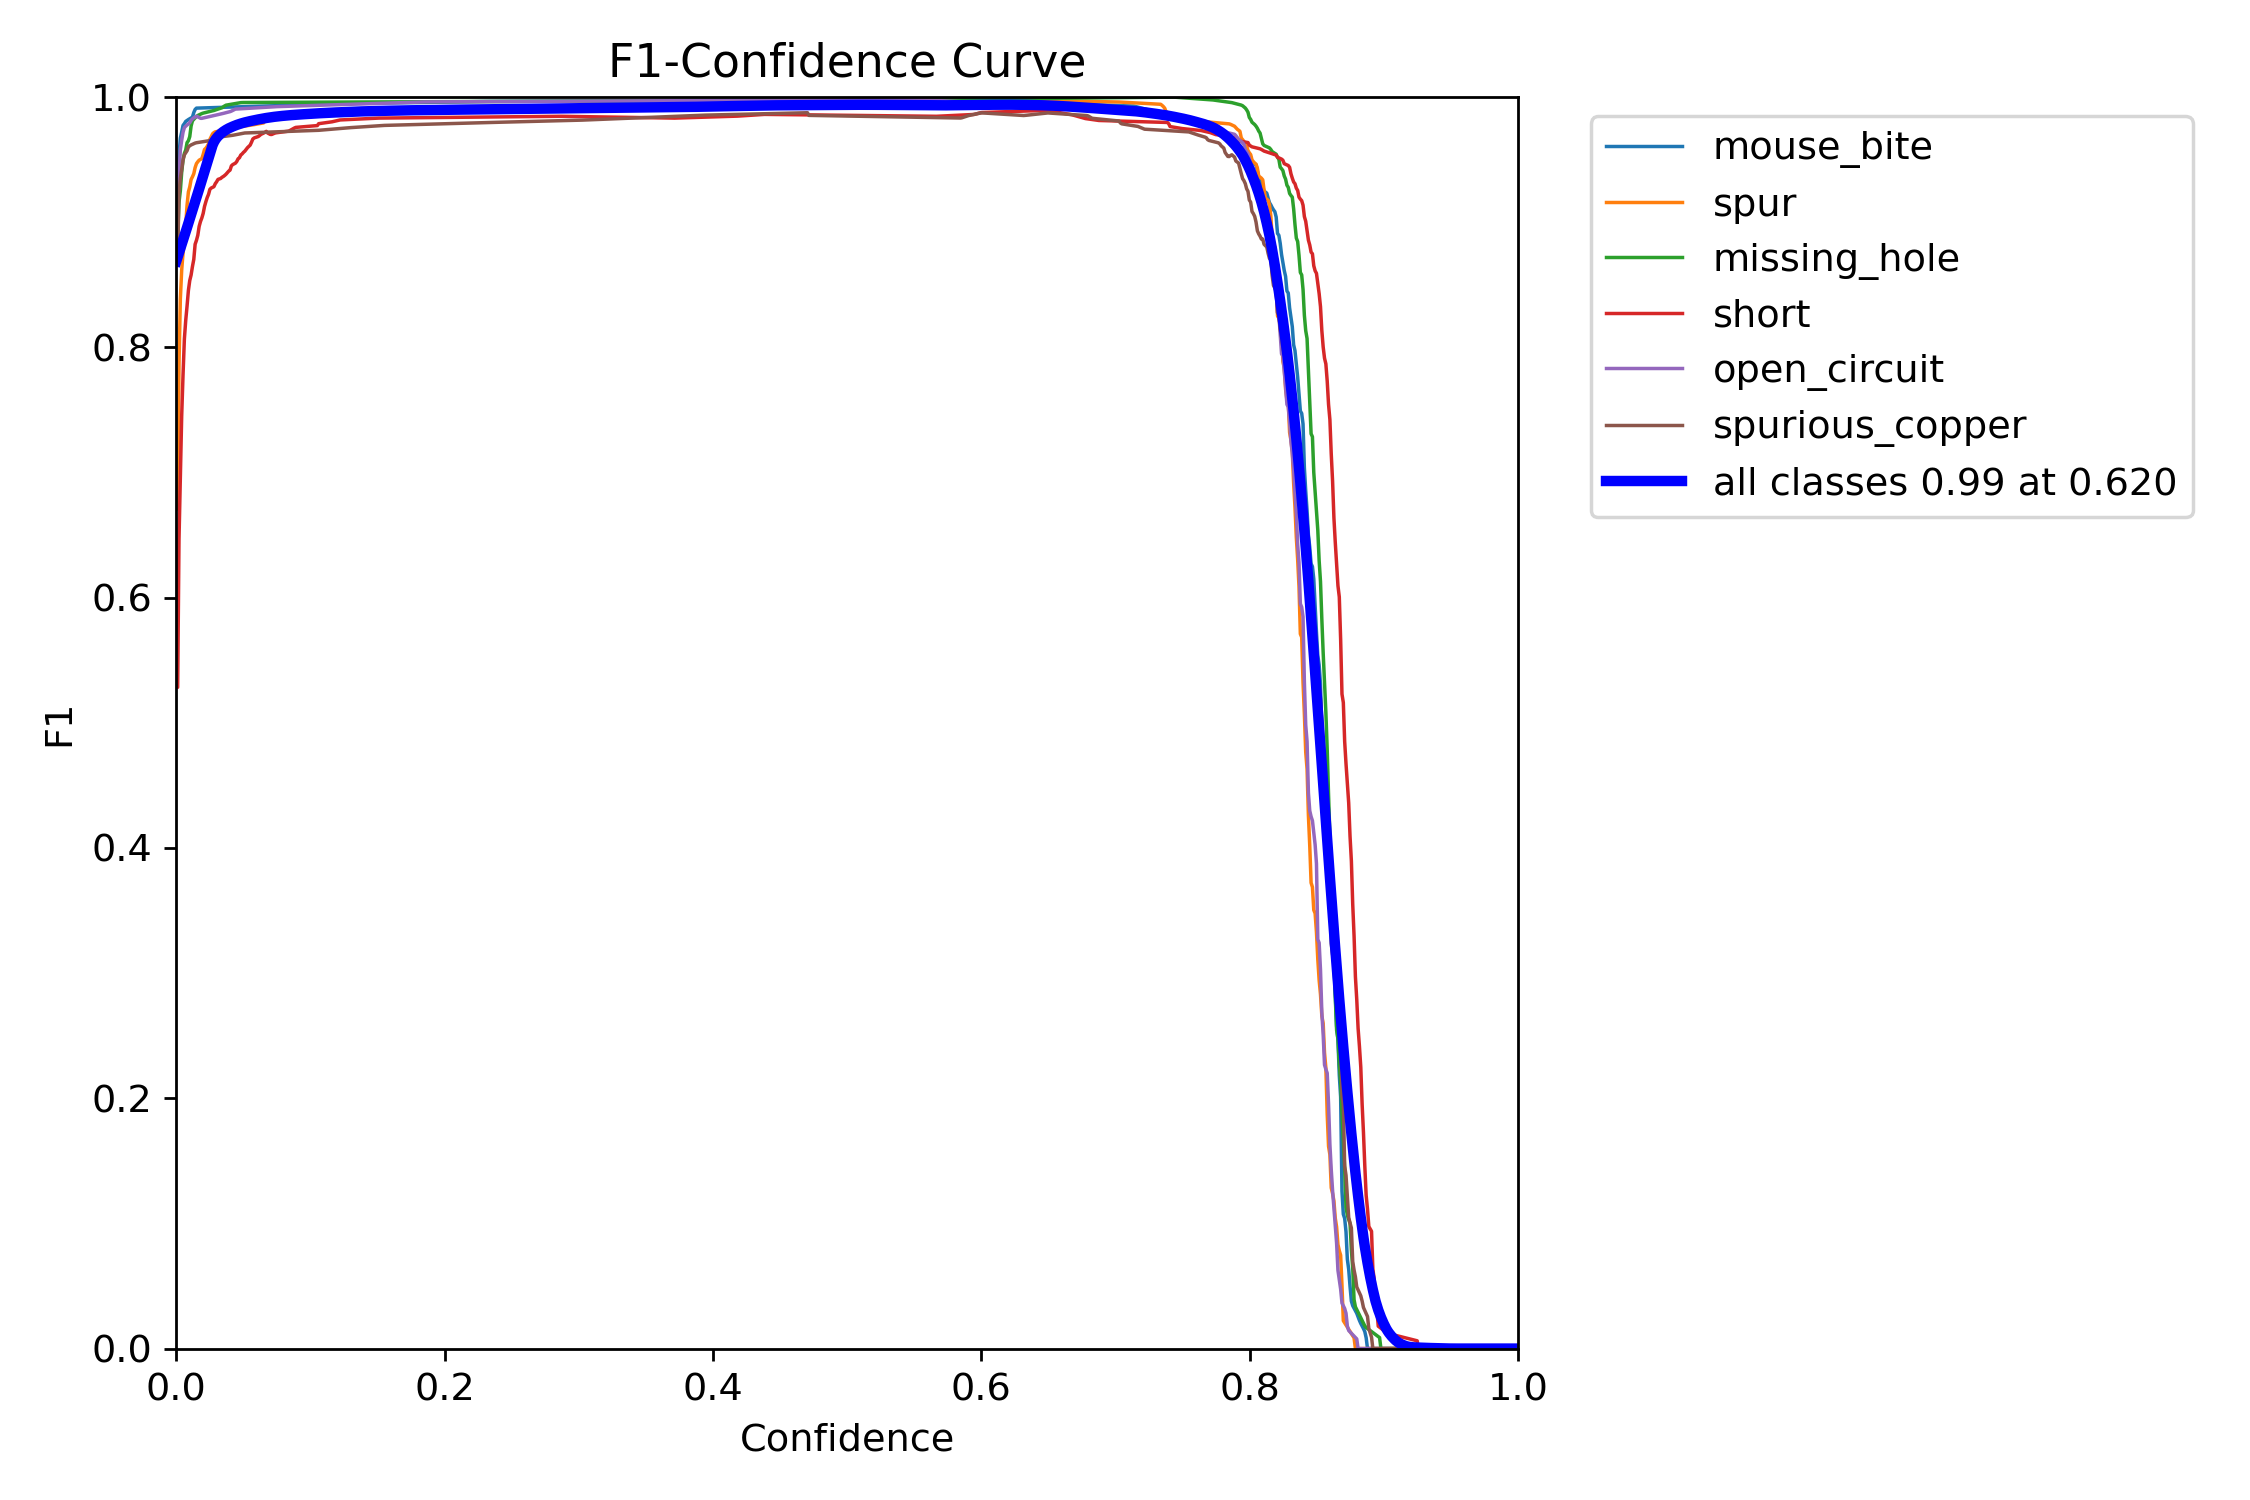 F1-Confidence Curve
1.0
0.8
0.6
0.4
0.2
0.0
F1
0.0 0.2 0.4 0.6 0.8 1.0
Confidence
mouse_bite
spur
missing_hole
short
open_circuit
spurious_copper
all classes 0.99 at 0.620